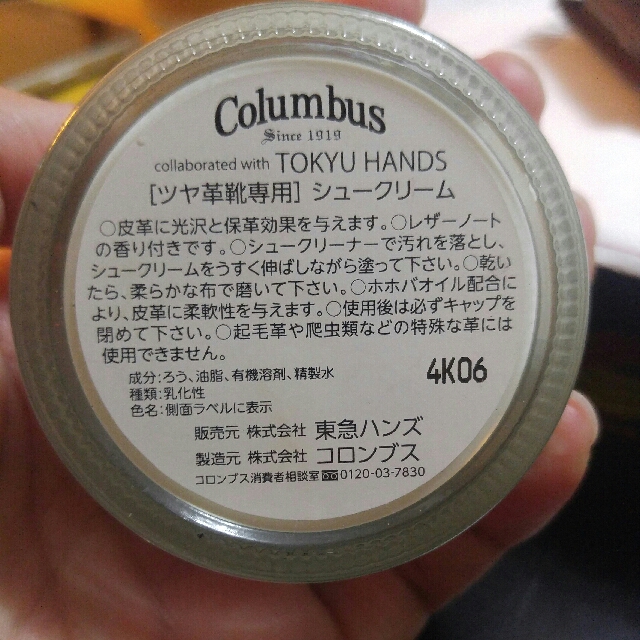 Columbus
Since 1919
collaborated with TOKYU HANDS
[ツヤ革靴専用] シュークリーム
○皮革に光沢と保革効果を与えます。○レザーノート
の香り付きです。○シュークリーナーで汚れを落とし、
シュークリームをうすく伸ばしながら塗って下さい。○乾い
たら、柔らかな布で磨いて下さい。○ホホバオイル配合に
より、皮革に柔軟性を与えます。○使用後は必ずキャップを
閉めて下さい。○起毛革や爬虫類などの特殊な革には
使用できません。
成分:ろう、油脂、有機溶剤、精製水
種類:乳化性
色名:側面ラベルに表示
4K06
販売元 株式会社 東急ハンズ
製造元 株式会社 コロンブス
コロンブス消費者相談室 0120-03-7830